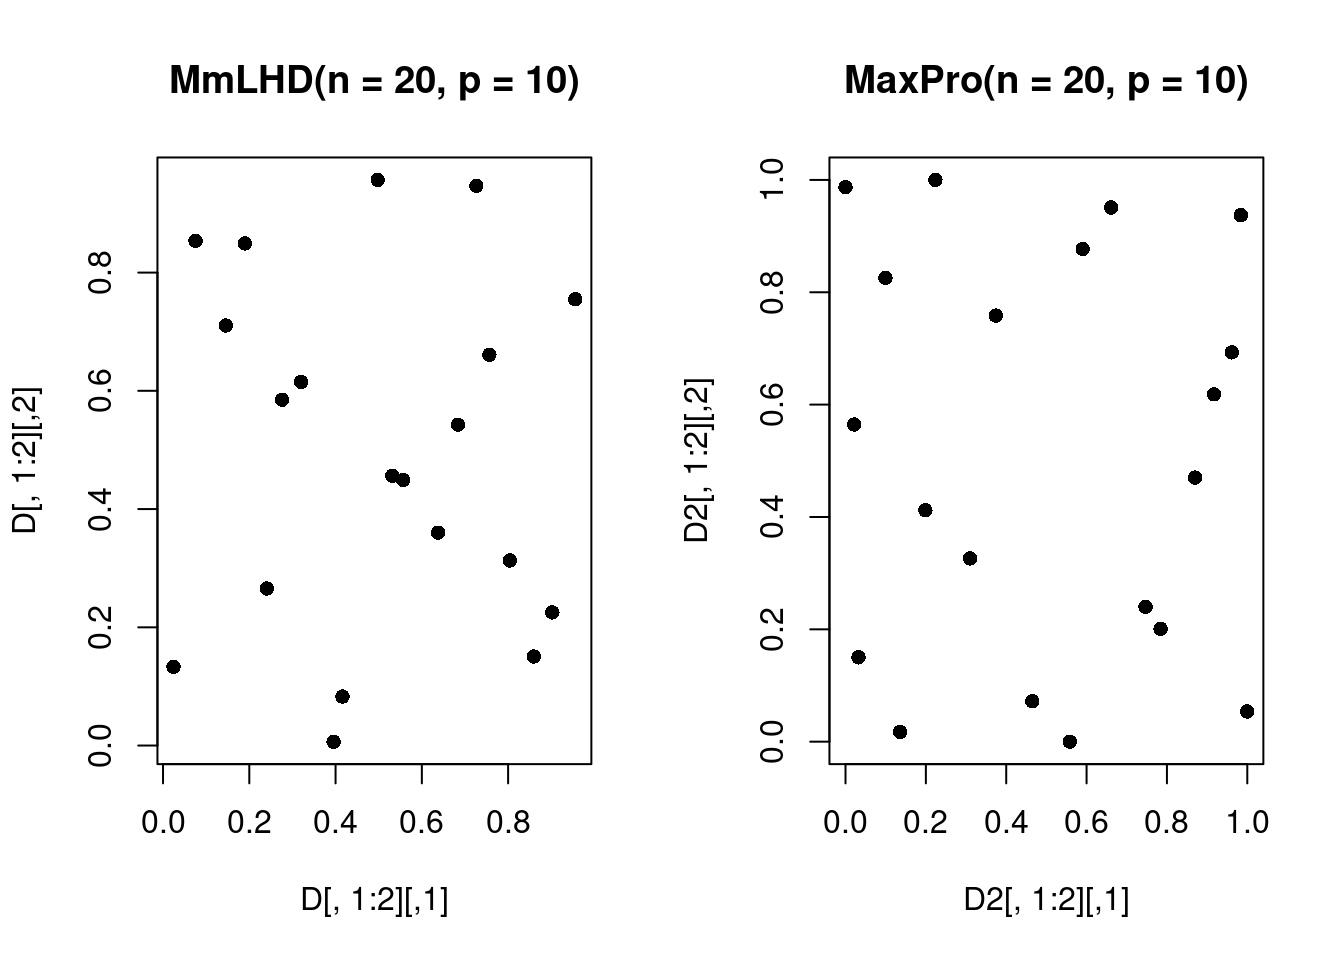 MmLHD(n = 20, p = 10)
D[, 1:2][,2]
0.0 0.2 0.4 0.6 0.8
0.0 0.2 0.4 0.6 0.8
D[, 1:2][,1]
MaxPro(n = 20, p = 10)
D2[, 1:2][,2]
0.0 0.2 0.4 0.6 0.8 1.0
0.0 0.2 0.4 0.6 0.8 1.0
D2[, 1:2][,1]